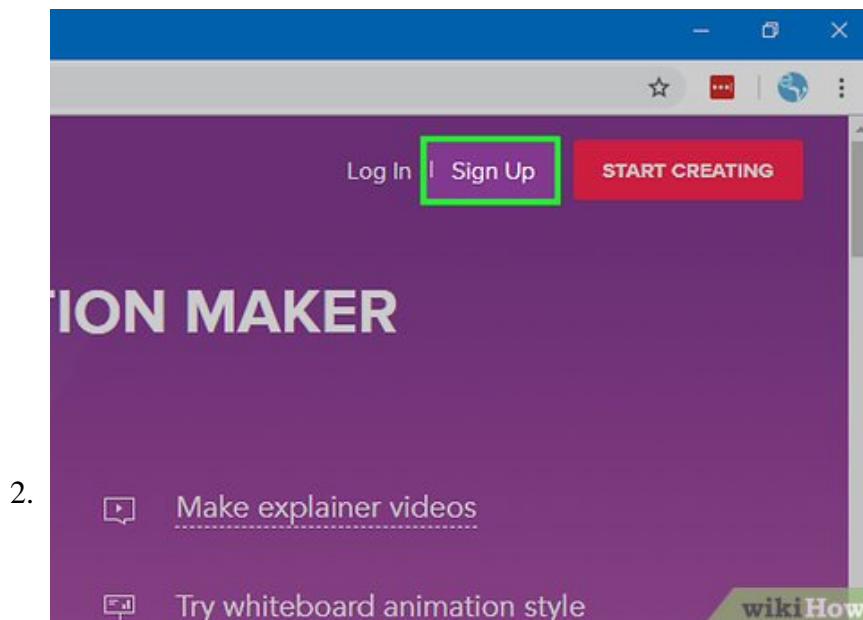 Log In | Sign Up START CREATING
TION MAKER
2.
Make explainer videos
Try whiteboard animation style
wikiHow